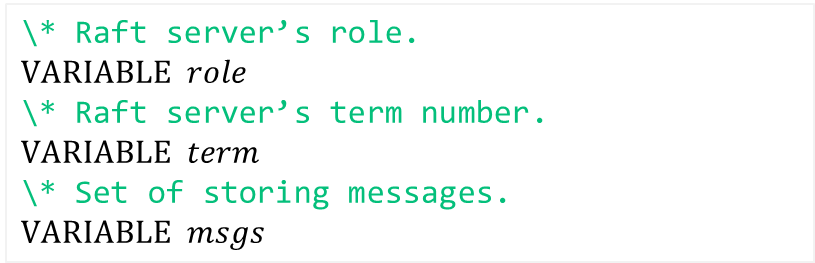 \* Raft server’s role.
VARIABLE role
\* Raft server’s term number.
VARIABLE term
\* Set of storing messages.
VARIABLE msgs